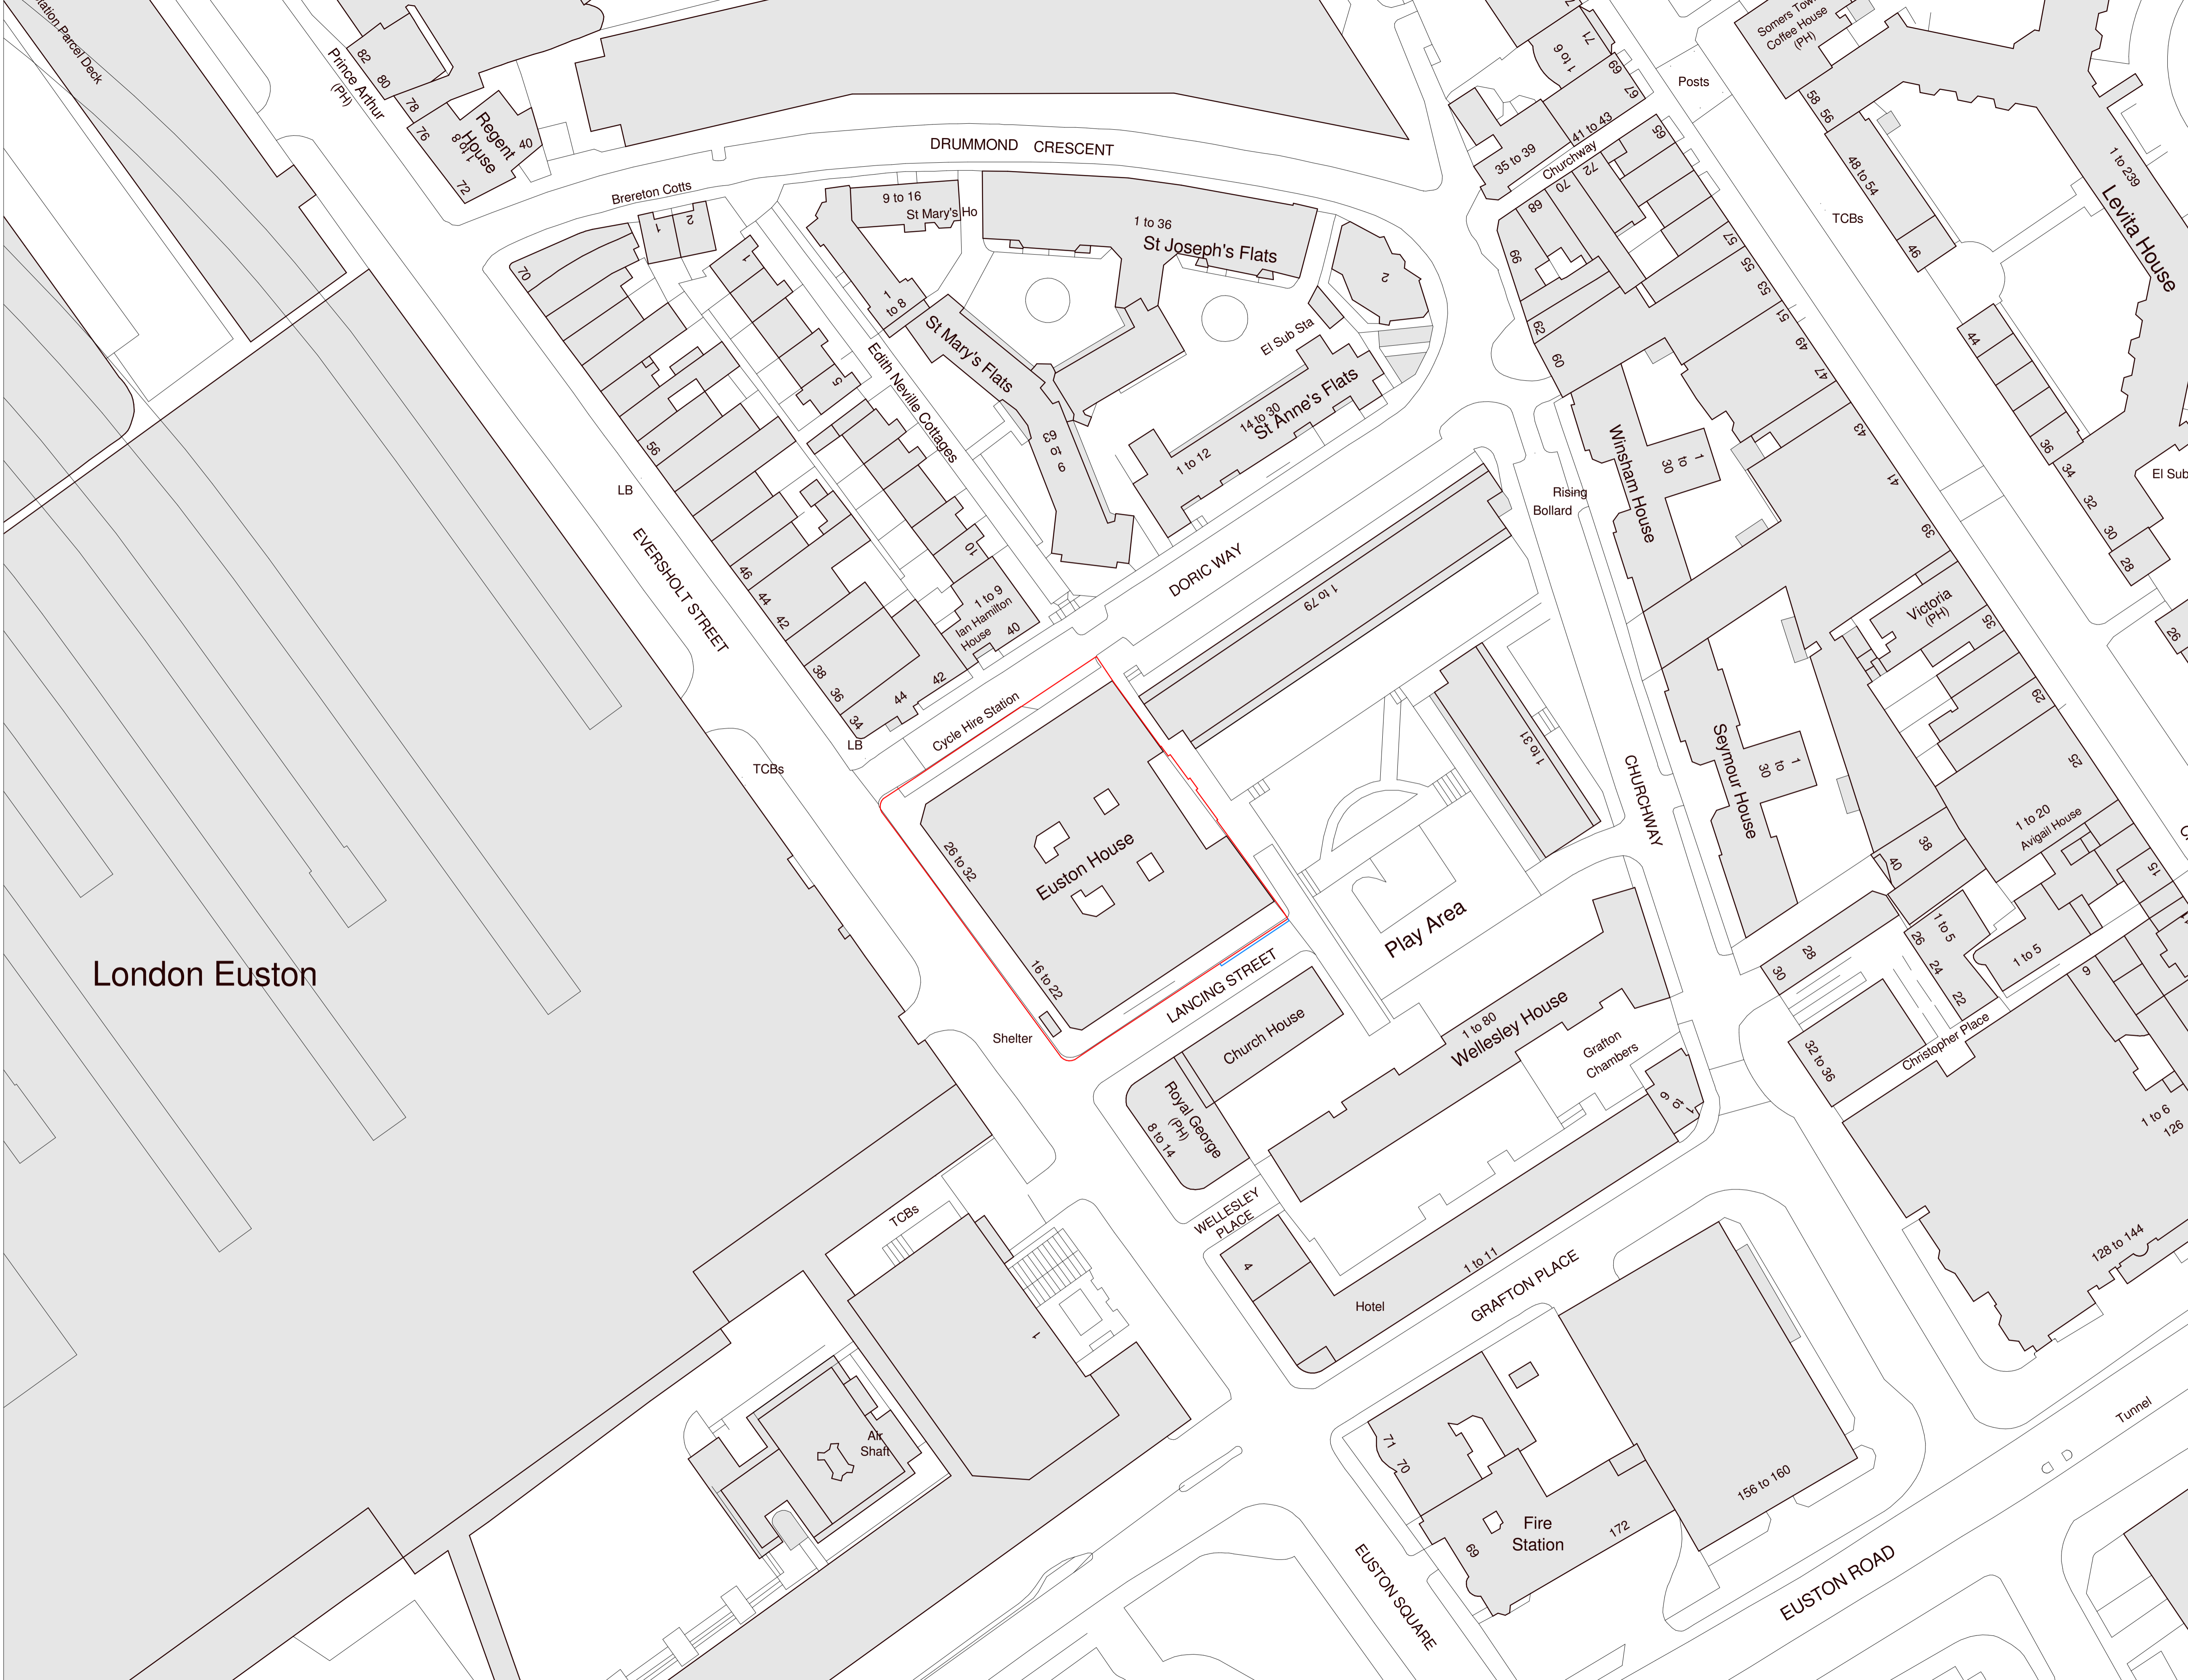 tation Parcel Deck
Prince Arthur
(PH)
82
80
78
76
Regent
House
1 to 8
40
72
DRUMMOND CRESCENT
Brereton Cotts
1
2
9 to 16
St Mary's Ho
1 to 36
St Joseph's Flats
1
to 8
St Mary's Flats
El Sub Sta
2
14 to 30
St Anne's Flats
1 to 12
9
to
63
Edith Neville Cottages
1
5
10
70
56
46
44
42
38
36
34
LB
LB
EVERSHOLT STREET
1 to 9
Ian Hamilton
House
40
42
44
DORIC WAY
Cycle Hire Station
TCBs
1 to 79
Rising
Bollard
71
1 to 6
69
67
41 to 43
35 to 39
Churchway
Posts
65
72
70
68
66
62
60
57
55
53
51
49
47
43
41
39
Somers Town
Coffee House
(PH)
58
56
48 to 54
46
TCBs
1 to 239
Levita House
44
36
34
32
30
28
26
El Sub
Winsham House
1
to
30
Victoria
(PH)
35
29
25
Seymour House
1
to
30
CHURCHWAY
1 to 31
1 to 20
Avigail House
15
38
40
Euston House
26 to 32
16 to 22
Shelter
LANCING STREET
Play Area
Church House
Royal George
(PH)
8 to 14
1 to 80
Wellesley House
Grafton
Chambers
1
to
9
WELLESLEY
PLACE
4
1 to 11
Hotel
GRAFTON PLACE
30
28
26
1 to 5
24
22
1 to 5
9
32 to 36
Christopher Place
1 to 6
126
128 to 144
London Euston
TCBs
1
Air
Shaft
71
70
69
Fire
Station
172
156 to 160
EUSTON SQUARE
EUSTON ROAD
Tunnel